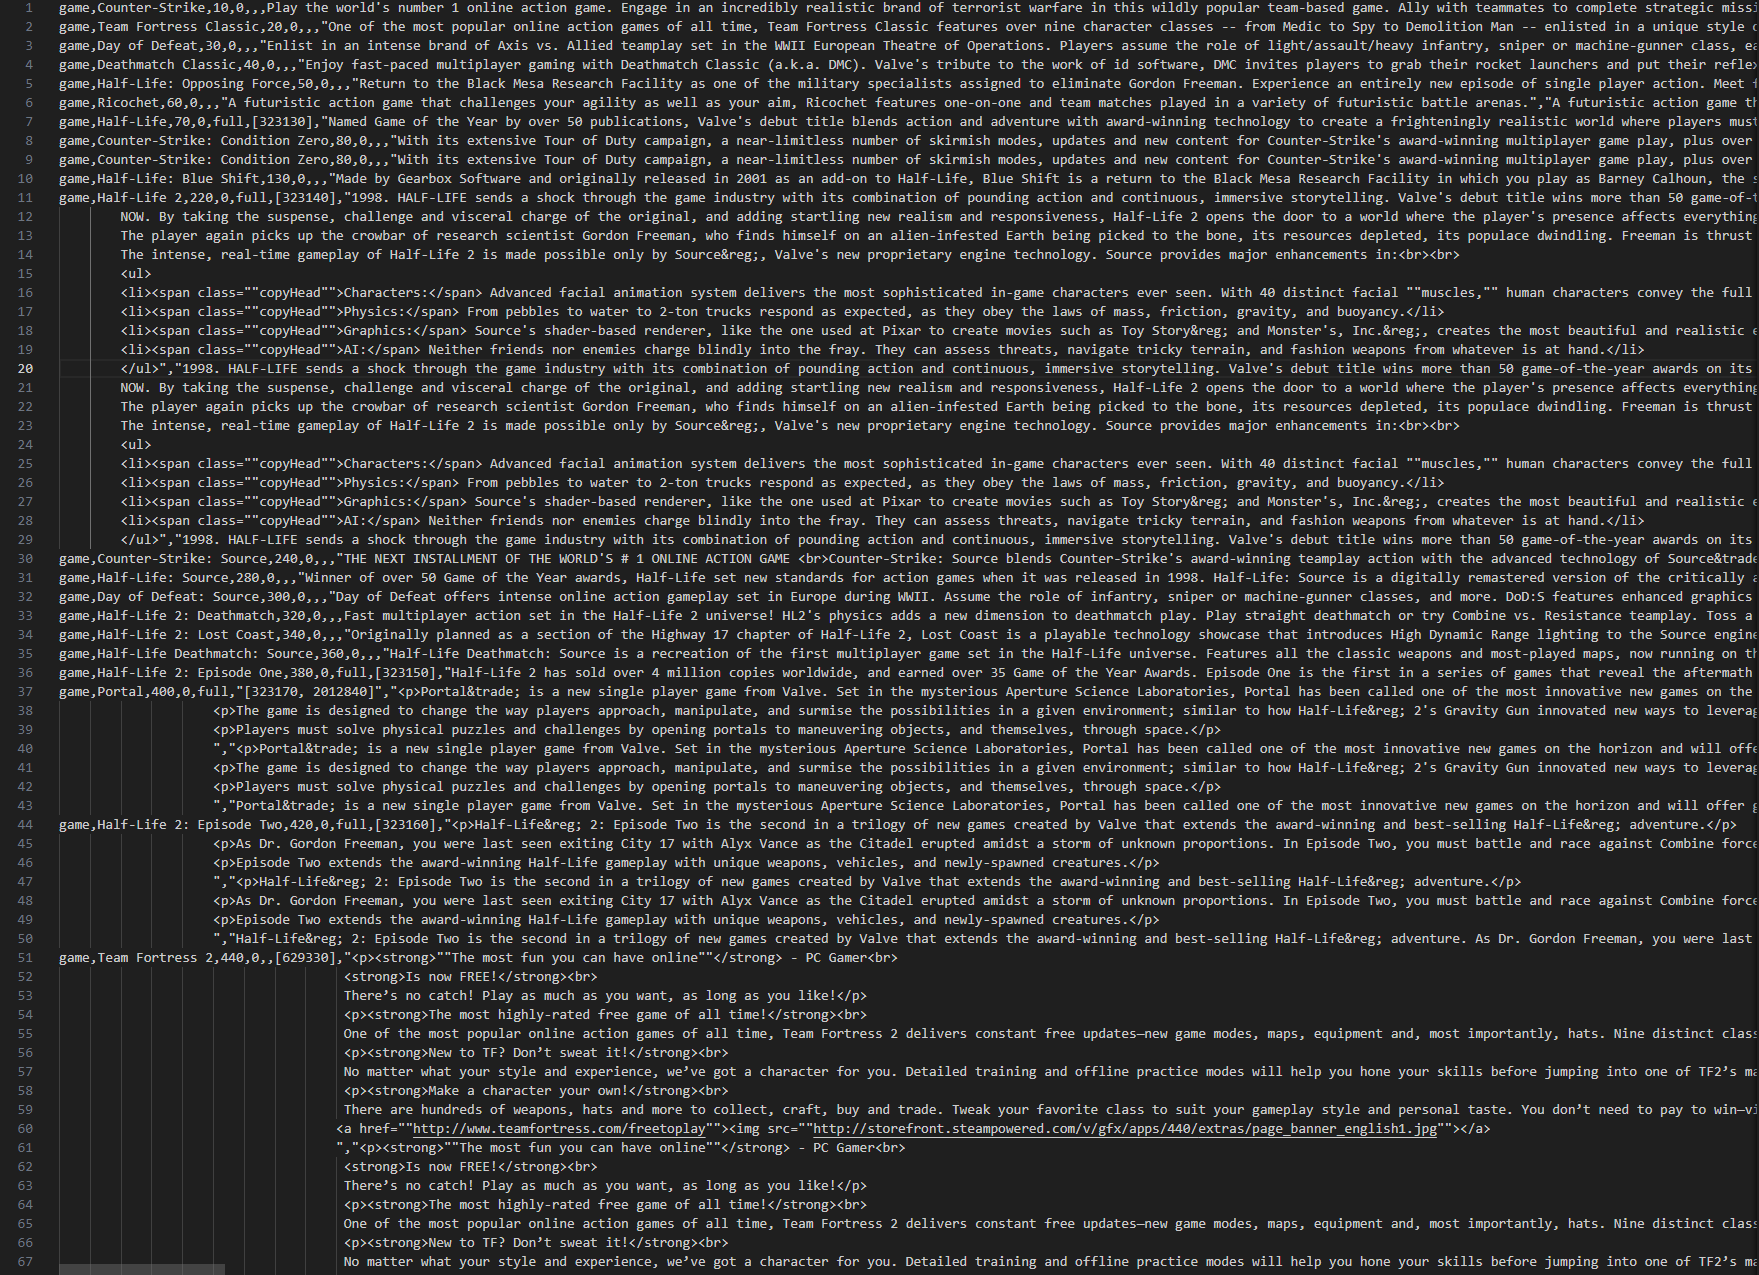 1 game,Counter-Strike,10,0,,,Play the world's number 1 online action game. Engage in an incredibly realistic brand of terrorist warfare in this wildly popular team-based game. Ally with teammates to complete strategic
2 game,Team Fortress Classic,20,0,,,"One of the most popular online action games of all time, Team Fortress Classic features over nine character classes -- from Medic to Spy to Demolition Man -- enlisted in a unique style
3 game,Day of Defeat,30,0,,,"Enlist in an intense brand of Axis vs. Allied teamplay set in the WWII European Theatre of Operations. Players assume the role of light/assault/heavy infantry, sniper or machine-gunner class,
4 game,Deathmatch Classic,40,0,,,"Enjoy fast-paced multiplayer gaming with Deathmatch Classic (a.k.a. DMC). Valve's tribute to the work of id software, DMC invites players to grab their rocket launchers and put their
5 game,Half-Life: Opposing Force,50,0,,,"Return to the Black Mesa Research Facility as one of the military specialists assigned to eliminate Gordon Freeman. Experience an entirely new episode of single player action. Meet
6 game,Ricochet,60,0,,,"A futuristic action game that challenges your agility as well as your aim, Ricochet features one-on-one and team matches played in a variety of futuristic battle arenas.","A futuristic action game
7 game,Half-Life,70,0,full,[323130],"Named Game of the Year by over 50 publications, Valve's debut title blends action and adventure with award-winning technology to create a frighteningly realistic world where players must
8 game,Counter-Strike: Condition Zero,80,0,,,"With its extensive Tour of Duty campaign, a near-limitless number of skirmish modes, updates and new content for Counter-Strike's award-winning multiplayer game play, plus over
9 game,Counter-Strike: Condition Zero,80,0,,,"With its extensive Tour of Duty campaign, a near-limitless number of skirmish modes, updates and new content for Counter-Strike's award-winning multiplayer game play, plus over
10 game,Half-Life: Blue Shift,130,0,,,"Made by Gearbox Software and originally released in 2001 as an add-on to Half-Life, Blue Shift is a return to the Black Mesa Research Facility in which you play as Barney Calhoun, the
11 game,Half-Life 2,220,0,full,[323140],"1998. HALF-LIFE sends a shock through the game industry with its combination of pounding action and continuous, immersive storytelling. Valve's debut title wins more than 50 game-of-
12 NOW. By taking the suspense, challenge and visceral charge of the original, and adding startling new realism and responsiveness, Half-Life 2 opens the door to a world where the player's presence affects everything
13 The player again picks up the crowbar of research scientist Gordon Freeman, who finds himself on an alien-infested Earth being picked to the bone, its resources depleted, its populace dwindling. Freeman is thrust
14 The intense, real-time gameplay of Half-Life 2 is made possible only by Source&reg;, Valve's new proprietary engine technology. Source provides major enhancements in:<br><br>
15 <ul>
16 <li><span class=""copyHead"">Characters:</span> Advanced facial animation system delivers the most sophisticated in-game characters ever seen. With 40 distinct facial ""muscles,"" human characters convey the full
17 <li><span class=""copyHead"">Physics:</span> From pebbles to water to 2-ton trucks respond as expected, as they obey the laws of mass, friction, gravity, and buoyancy.</li>
18 <li><span class=""copyHead"">Graphics:</span> Source's shader-based renderer, like the one used at Pixar to create movies such as Toy Story&reg; and Monster's, Inc.&reg;, creates the most beautiful and realistic
19 <li><span class=""copyHead"">AI:</span> Neither friends nor enemies charge blindly into the fray. They can assess threats, navigate tricky terrain, and fashion weapons from whatever is at hand.</li>
20 </ul>","1998. HALF-LIFE sends a shock through the game industry with its combination of pounding action and continuous, immersive storytelling. Valve's debut title wins more than 50 game-of-the-year awards on its
21 NOW. By taking the suspense, challenge and visceral charge of the original, and adding startling new realism and responsiveness, Half-Life 2 opens the door to a world where the player's presence affects everything
22 The player again picks up the crowbar of research scientist Gordon Freeman, who finds himself on an alien-infested Earth being picked to the bone, its resources depleted, its populace dwindling. Freeman is thrust
23 The intense, real-time gameplay of Half-Life 2 is made possible only by Source&reg;, Valve's new proprietary engine technology. Source provides major enhancements in:<br><br>
24 <ul>
25 <li><span class=""copyHead"">Characters:</span> Advanced facial animation system delivers the most sophisticated in-game characters ever seen. With 40 distinct facial ""muscles,"" human characters convey the full
26 <li><span class=""copyHead"">Physics:</span> From pebbles to water to 2-ton trucks respond as expected, as they obey the laws of mass, friction, gravity, and buoyancy.</li>
27 <li><span class=""copyHead"">Graphics:</span> Source's shader-based renderer, like the one used at Pixar to create movies such as Toy Story&reg; and Monster's, Inc.&reg;, creates the most beautiful and realistic
28 <li><span class=""copyHead"">AI:</span> Neither friends nor enemies charge blindly into the fray. They can assess threats, navigate tricky terrain, and fashion weapons from whatever is at hand.</li>
29 </ul>","1998. HALF-LIFE sends a shock through the game industry with its combination of pounding action and continuous, immersive storytelling. Valve's debut title wins more than 50 game-of-the-year awards on its
30 game,Counter-Strike: Source,240,0,,,"THE NEXT INSTALLMENT OF THE WORLD'S # 1 ONLINE ACTION GAME <br>Counter-Strike: Source blends Counter-Strike's award-winning teamplay action with the advanced technology of Source&trade
31 game,Half-Life: Source,280,0,,,"Winner of over 50 Game of the Year awards, Half-Life set new standards for action games when it was released in 1998. Half-Life: Source is a digitally remastered version of the critically
32 game,Day of Defeat: Source,300,0,,,"Day of Defeat offers intense online action gameplay set in Europe during WWII. Assume the role of infantry, sniper or machine-gunner classes, and more. DoD:S features enhanced graphics
33 game,Half-Life 2: Deathmatch,320,0,,,Fast multiplayer action set in the Half-Life 2 universe! HL2's physics adds a new dimension to deathmatch play. Play straight deathmatch or try Combine vs. Resistance teamplay. Toss a
34 game,Half-Life 2: Lost Coast,340,0,,,"Originally planned as a section of the Highway 17 chapter of Half-Life 2, Lost Coast is a playable technology showcase that introduces High Dynamic Range lighting to the Source
35 game,Half-Life Deathmatch: Source,360,0,,,"Half-Life Deathmatch: Source is a recreation of the first multiplayer game set in the Half-Life universe. Features all the classic weapons and most-played maps, now running on
36 game,Half-Life 2: Episode One,380,0,full,[323150],"Half-Life 2 has sold over 4 million copies worldwide, and earned over 35 Game of the Year Awards. Episode One is the first in a series of games that reveal the aftermath
37 game,Portal,400,0,full,"[323170, 2012840]","<p>Portal&trade; is a new single player game from Valve. Set in the mysterious Aperture Science Laboratories, Portal has been called one of the most innovative new games on the
38 <p>The game is designed to change the way players approach, manipulate, and surmise the possibilities in a given environment; similar to how Half-Life&reg; 2's Gravity Gun innovated new ways to
39 <p>Players must solve physical puzzles and challenges by opening portals to maneuvering objects, and themselves, through space.</p>
40 ","<p>Portal&trade; is a new single player game from Valve. Set in the mysterious Aperture Science Laboratories, Portal has been called one of the most innovative new games on the horizon and will
41 <p>The game is designed to change the way players approach, manipulate, and surmise the possibilities in a given environment; similar to how Half-Life&reg; 2's Gravity Gun innovated new ways to
42 <p>Players must solve physical puzzles and challenges by opening portals to maneuvering objects, and themselves, through space.</p>
43 ","Portal&trade; is a new single player game from Valve. Set in the mysterious Aperture Science Laboratories, Portal has been called one of the most innovative new games on the horizon and will offer
44 game,Half-Life 2: Episode Two,420,0,full,[323160],"<p>Half-Life&reg; 2: Episode Two is the second in a trilogy of new games created by Valve that extends the award-winning and best-selling Half-Life&reg; adventure.</p>
45 <p>As Dr. Gordon Freeman, you were last seen exiting City 17 with Alyx Vance as the Citadel erupted amidst a storm of unknown proportions. In Episode Two, you must battle and race against Combine
46 <p>Episode Two extends the award-winning Half-Life gameplay with unique weapons, vehicles, and newly-spawned creatures.</p>
47 ","<p>Half-Life&reg; 2: Episode Two is the second in a trilogy of new games created by Valve that extends the award-winning and best-selling Half-Life&reg; adventure.</p>
48 <p>As Dr. Gordon Freeman, you were last seen exiting City 17 with Alyx Vance as the Citadel erupted amidst a storm of unknown proportions. In Episode Two, you must battle and race against Combine
49 <p>Episode Two extends the award-winning Half-Life gameplay with unique weapons, vehicles, and newly-spawned creatures.</p>
50 ","Half-Life&reg; 2: Episode Two is the second in a trilogy of new games created by Valve that extends the award-winning and best-selling Half-Life&reg; adventure. As Dr. Gordon Freeman, you were last
51 game,Team Fortress 2,440,0,,[629330],"<p><strong>""The most fun you can have online""</strong> - PC Gamer<br>
52 <strong>Is now FREE!</strong><br>
53 There’s no catch! Play as much as you want, as long as you like!</p>
54 <p><strong>The most highly-rated free game of all time!</strong><br>
55 One of the most popular online action games of all time, Team Fortress 2 delivers constant free updates—new game modes, maps, equipment and, most importantly, hats. Nine distinct
56 <p><strong>New to TF? Don’t sweat it!</strong><br>
57 No matter what your style and experience, we’ve got a character for you. Detailed training and offline practice modes will help you hone your skills before jumping into one of TF2’s
58 <p><strong>Make a character your own!</strong><br>
59 There are hundreds of weapons, hats and more to collect, craft, buy and trade. Tweak your favorite class to suit your gameplay style and personal taste. You don’t need to pay to win—
60 <a href=""http://www.teamfortress.com/freetoplay""><img src=""http://storefront.steampowered.com/v/gfx/apps/440/extras/page_banner_english1.jpg""></a>
61 ","<p><strong>""The most fun you can have online""</strong> - PC Gamer<br>
62 <strong>Is now FREE!</strong><br>
63 There’s no catch! Play as much as you want, as long as you like!</p>
64 <p><strong>The most highly-rated free game of all time!</strong><br>
65 One of the most popular online action games of all time, Team Fortress 2 delivers constant free updates—new game modes, maps, equipment and, most importantly, hats. Nine distinct
66 <p><strong>New to TF? Don’t sweat it!</strong><br>
67 No matter what your style and experience, we’ve got a character for you. Detailed training and offline practice modes will help you hone your skills before jumping into one of TF2’s